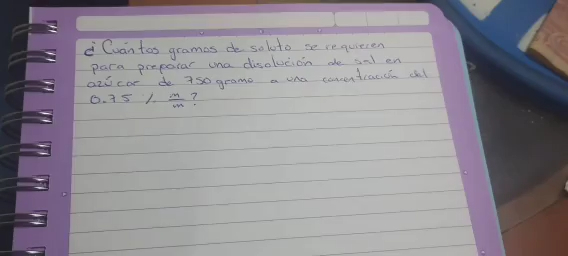 ¿Cuántos gramos de soluto se requieren
para preparar una disolución de sal en
azúcar de 750 gramo a una concentración del
0.75 % m/m?